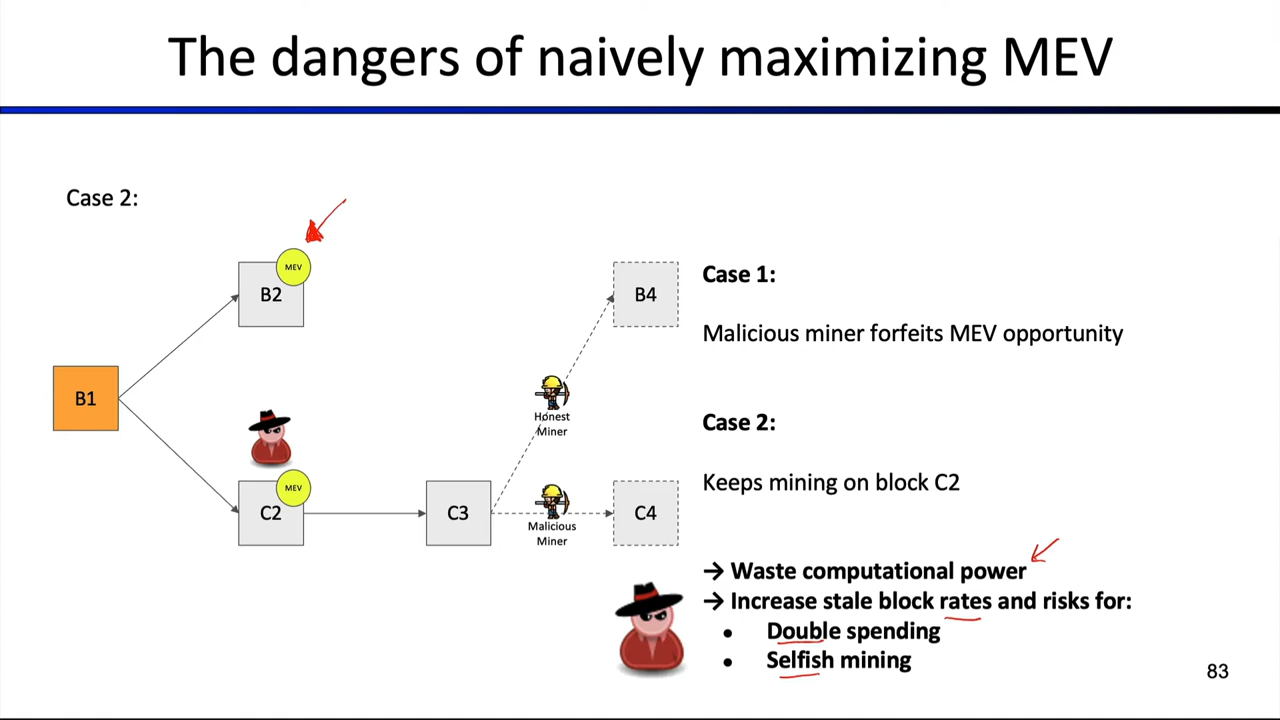 The dangers of naively maximizing MEV
Case 2:
MEV
B2
B1
MEV
C2
C3
Honest
Miner
Malicious
Miner
B4
C4
Case 1:
Malicious miner forfeits MEV opportunity
Case 2:
Keeps mining on block C2
→ Waste computational power
→ Increase stale block rates and risks for:
• Double spending
• Selfish mining
83